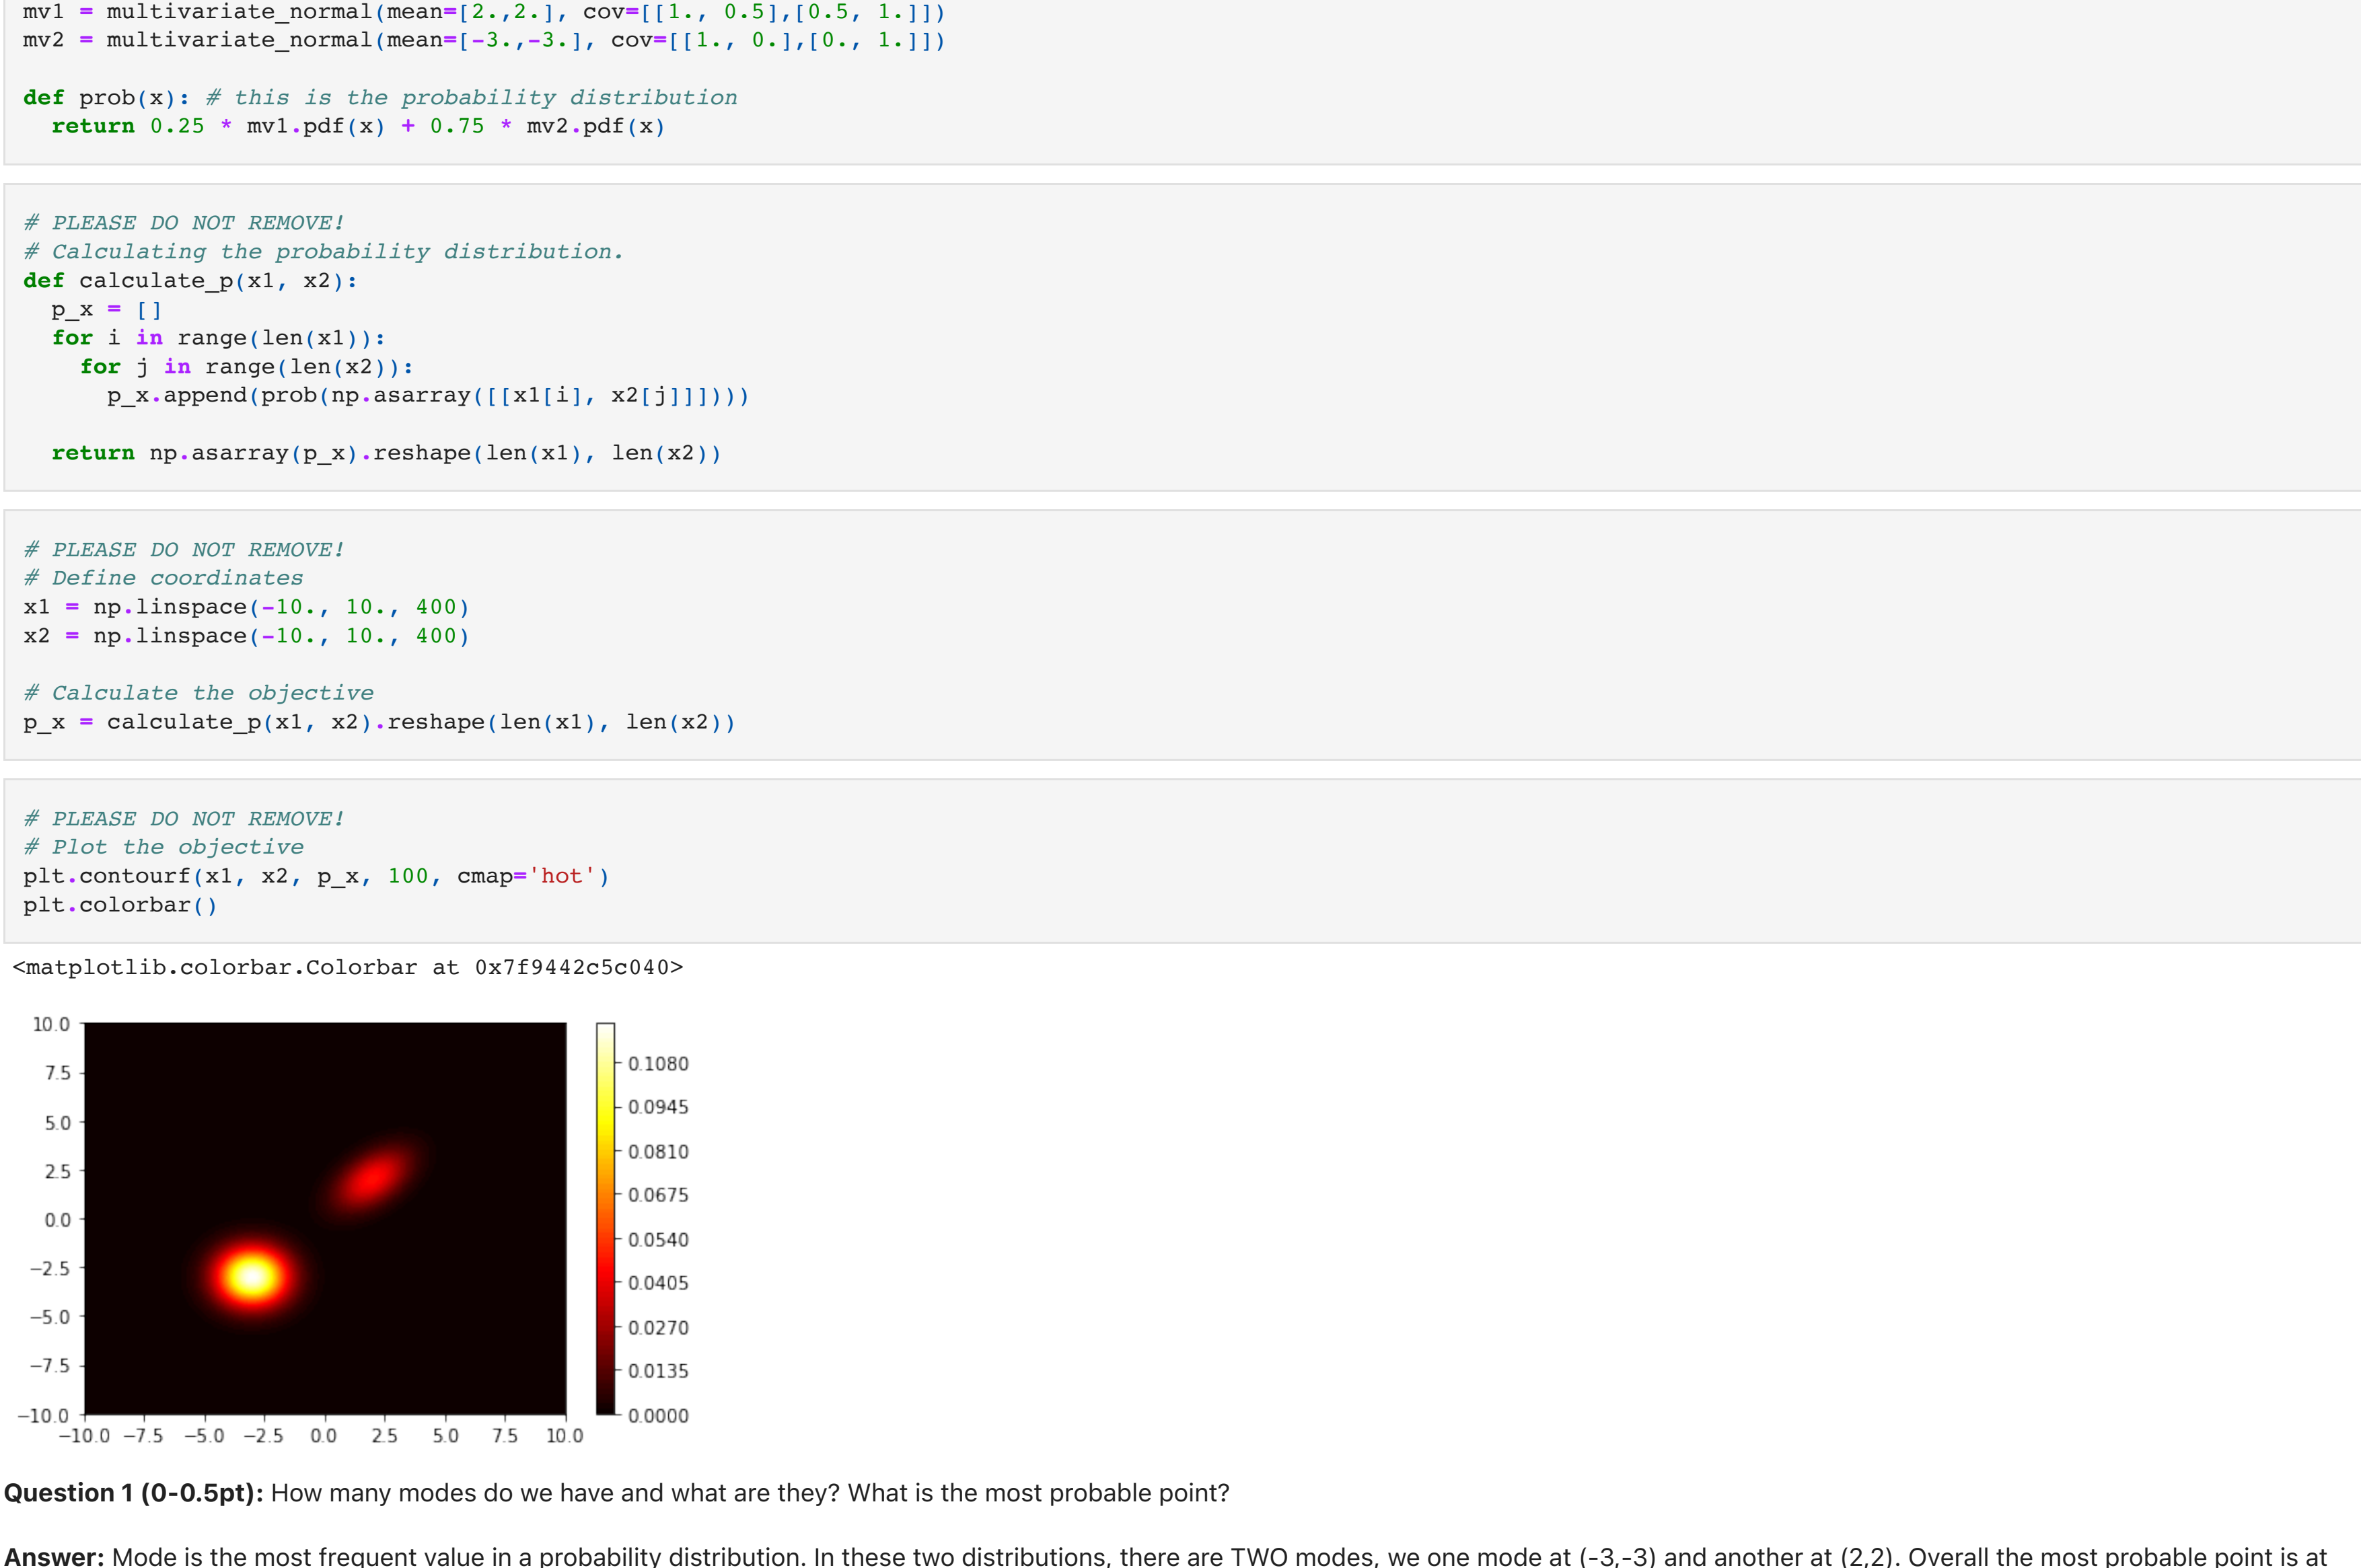 mv1 = multivariate_normal(mean=[2.,2.], cov=[[1., 0.5],[0.5, 1.]])
mv2 = multivariate_normal(mean=[-3.,-3.], cov=[[1., 0.],[0., 1.]])
def prob(x): # this is the probability distribution
  return 0.25 * mv1.pdf(x) + 0.75 * mv2.pdf(x)
# PLEASE DO NOT REMOVE!
# Calculating the probability distribution.
def calculate_p(x1, x2):
  p_x = []
  for i in range(len(x1)):
    for j in range(len(x2)):
      p_x.append(prob(np.asarray([[x1[i], x2[j]]])))
  return np.asarray(p_x).reshape(len(x1), len(x2))
# PLEASE DO NOT REMOVE!
# Define coordinates
x1 = np.linspace(-10., 10., 400)
x2 = np.linspace(-10., 10., 400)
# Calculate the objective
p_x = calculate_p(x1, x2).reshape(len(x1), len(x2))
# PLEASE DO NOT REMOVE!
# Plot the objective
plt.contourf(x1, x2, p_x, 100, cmap='hot')
plt.colorbar()
<matplotlib.colorbar.Colorbar at 0x7f9442c5c040>
10.0
7.5
5.0
2.5
0.0
−2.5
−5.0
−7.5
−10.0
−10.0 −7.5 −5.0 −2.5 0.0 2.5 5.0 7.5 10.0
0.1080
0.0945
0.0810
0.0675
0.0540
0.0405
0.0270
0.0135
0.0000
Question 1 (0-0.5pt): How many modes do we have and what are they? What is the most probable point?
Answer: Mode is the most frequent value in a probability distribution. In these two distributions, there are TWO modes, we one mode at (-3,-3) and another at (2,2). Overall the most probable point is at